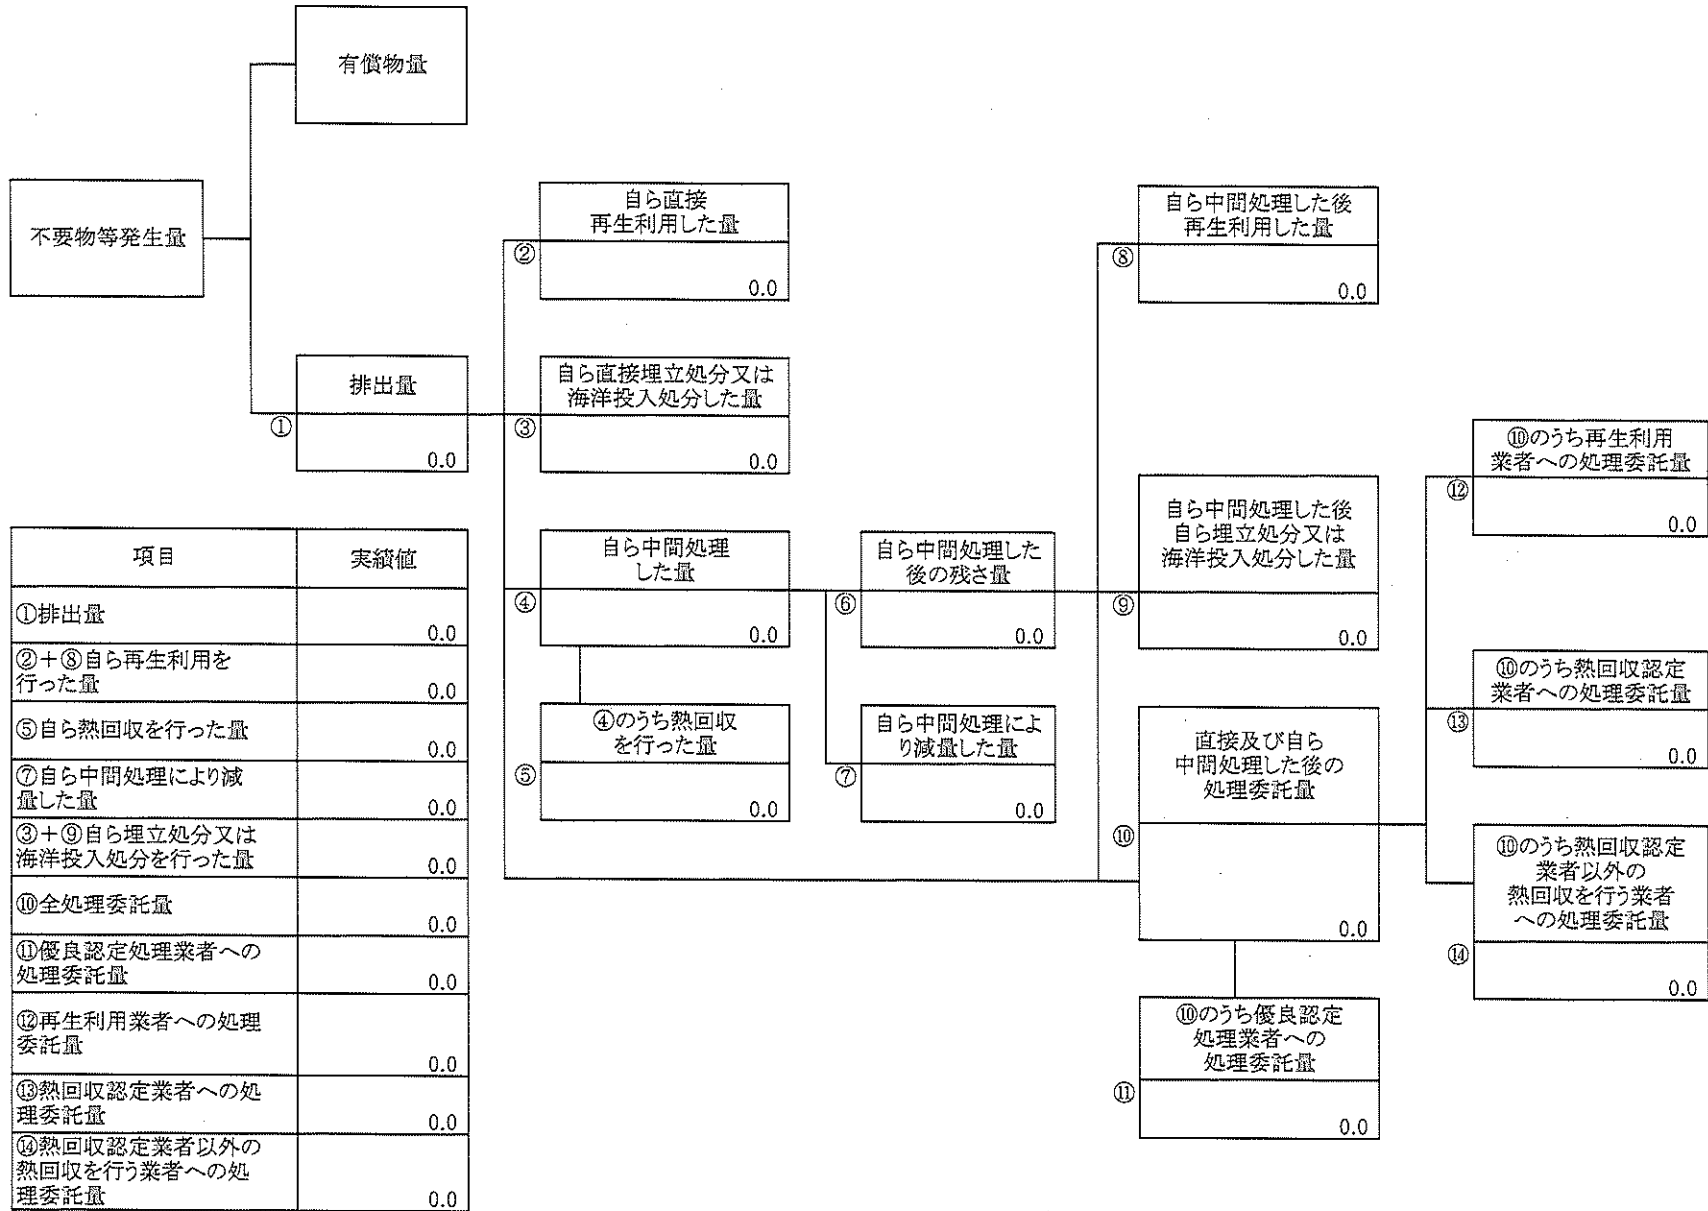 有償物量
不要物等発生量
排出量
①
0.0
自ら直接
再生利用した量
②
0.0
自ら直接埋立処分又は
海洋投入処分した量
③
0.0
自ら中間処理
した量
④
0.0
④のうち熱回収
を行った量
⑤
0.0
自ら中間処理した
後の残さ量
⑥
0.0
自ら中間処理によ
り減量した量
⑦
0.0
自ら中間処理した後
再生利用した量
⑧
0.0
自ら中間処理した後
自ら埋立処分又は
海洋投入処分した量
⑨
0.0
直接及び自ら
中間処理した後の
処理委託量
⑩
0.0
⑩のうち優良認定
処理業者への
処理委託量
⑪
0.0
⑩のうち再生利用
業者への処理委託量
⑫
0.0
⑩のうち熱回収認定
業者への処理委託量
⑬
0.0
⑩のうち熱回収認定
業者以外の
熱回収を行う業者
への処理委託量
⑭
0.0
項目 実績値
①排出量
0.0
②＋⑧自ら再生利用を
行った量
0.0
⑤自ら熱回収を行った量
0.0
⑦自ら中間処理により減
量した量
0.0
③＋⑨自ら埋立処分又は
海洋投入処分を行った量
0.0
⑩全処理委託量
0.0
⑪優良認定処理業者への
処理委託量
0.0
⑫再生利用業者への処理
委託量
0.0
⑬熱回収認定業者への処
理委託量
0.0
⑭熱回収認定業者以外の
熱回収を行う業者への処
理委託量
0.0